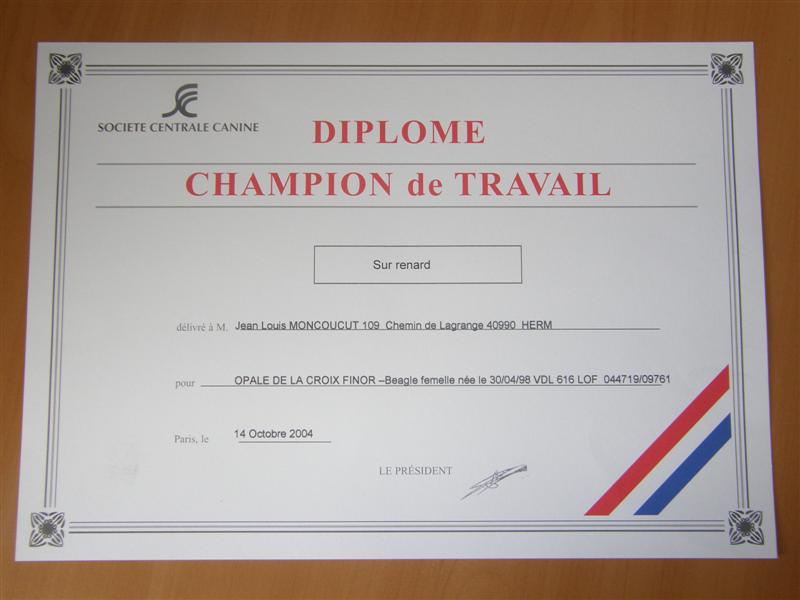 SOCIETE CENTRALE CANINE
DIPLOME
CHAMPION de TRAVAIL
Sur renard
délivré à M. Jean Louis MONCOUCUT 109 Chemin de Lagrange 40990 HERM
pour OPALE DE LA CROIX FINOR –Beagle femelle née le 30/04/98 VDL 616 LOF 044719/09761
Paris, le 14 Octobre 2004
LE PRÉSIDENT